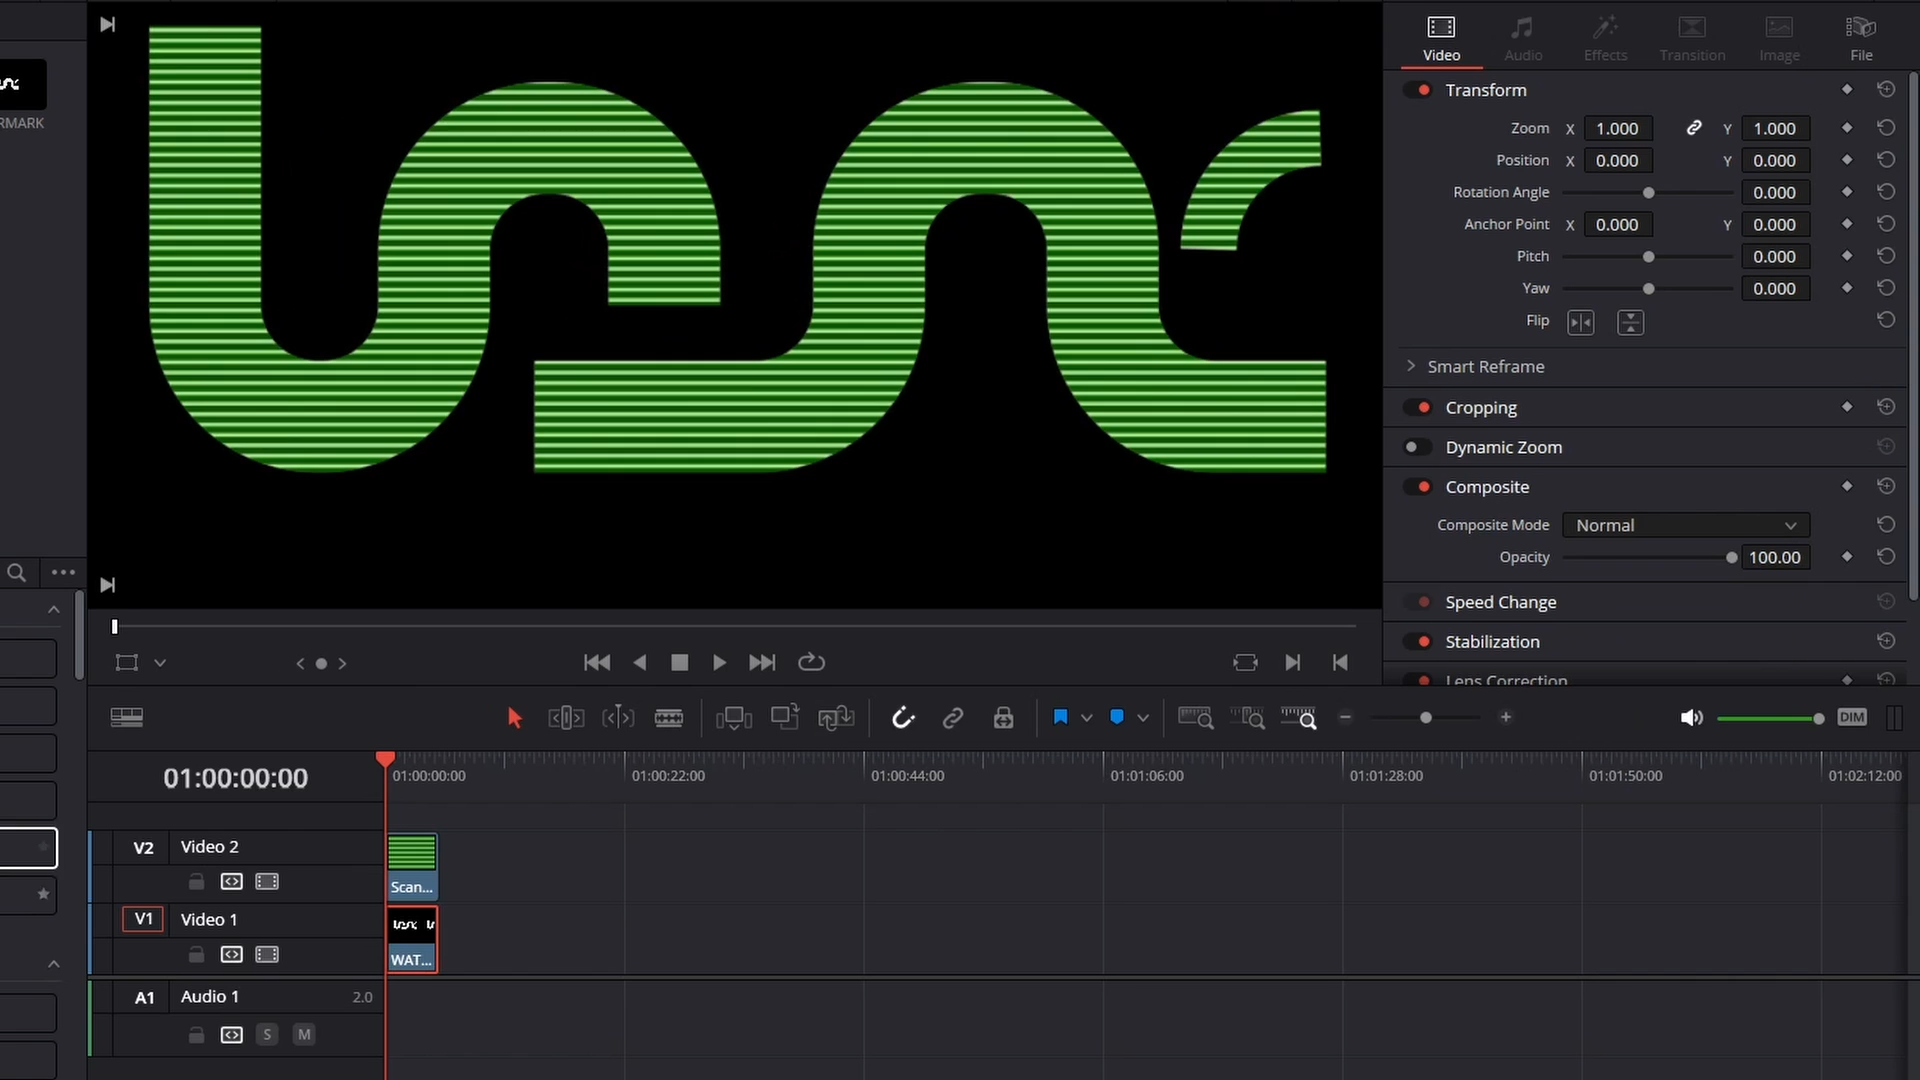 RMARK
Video
Audio
Effects
Transition
Image
File
Transform
Zoom X 1.000 Y 1.000
Position X 0.000 Y 0.000
Rotation Angle 0.000
Anchor Point X 0.000 Y 0.000
Pitch 0.000
Yaw 0.000
Flip
Smart Reframe
Cropping
Dynamic Zoom
Composite
Composite Mode Normal
Opacity 100.00
Speed Change
Stabilization
Lens Correction
DIM
01:00:00:00
01:00:00:00 01:00:22:00 01:00:44:00 01:01:06:00 01:01:28:00 01:01:50:00 01:02:12:00
V2 Video 2
Scan...
V1 Video 1
WAT...
A1 Audio 1 2.0
S M